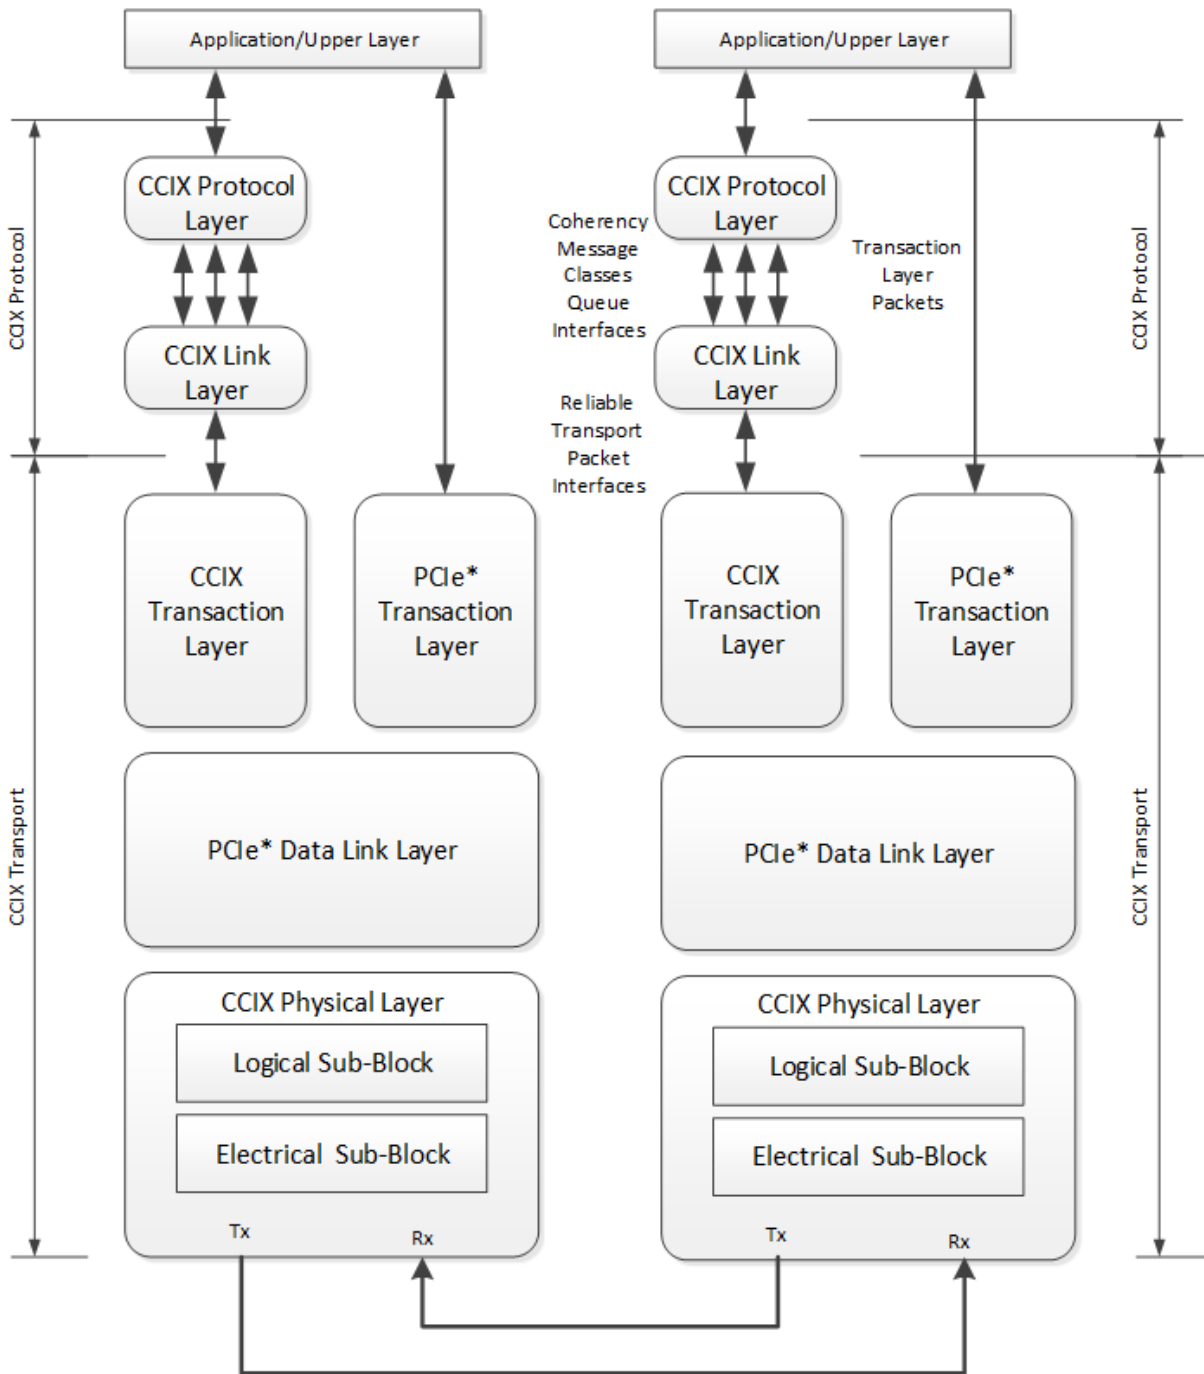 Application/Upper Layer
Application/Upper Layer
CCIX Protocol
Layer
CCIX Protocol
Layer
Coherency
Message
Classes
Queue
Interfaces
Transaction
Layer
Packets
CCIX Protocol
CCIX Protocol
CCIX Link
Layer
CCIX Link
Layer
Reliable
Transport
Packet
Interfaces
CCIX
Transaction
Layer
PCIe*
Transaction
Layer
CCIX
Transaction
Layer
PCIe*
Transaction
Layer
CCIX Transport
CCIX Transport
PCIe* Data Link Layer
PCIe* Data Link Layer
CCIX Physical Layer
Logical Sub-Block
Electrical Sub-Block
Tx
Rx
CCIX Physical Layer
Logical Sub-Block
Electrical Sub-Block
Tx
Rx